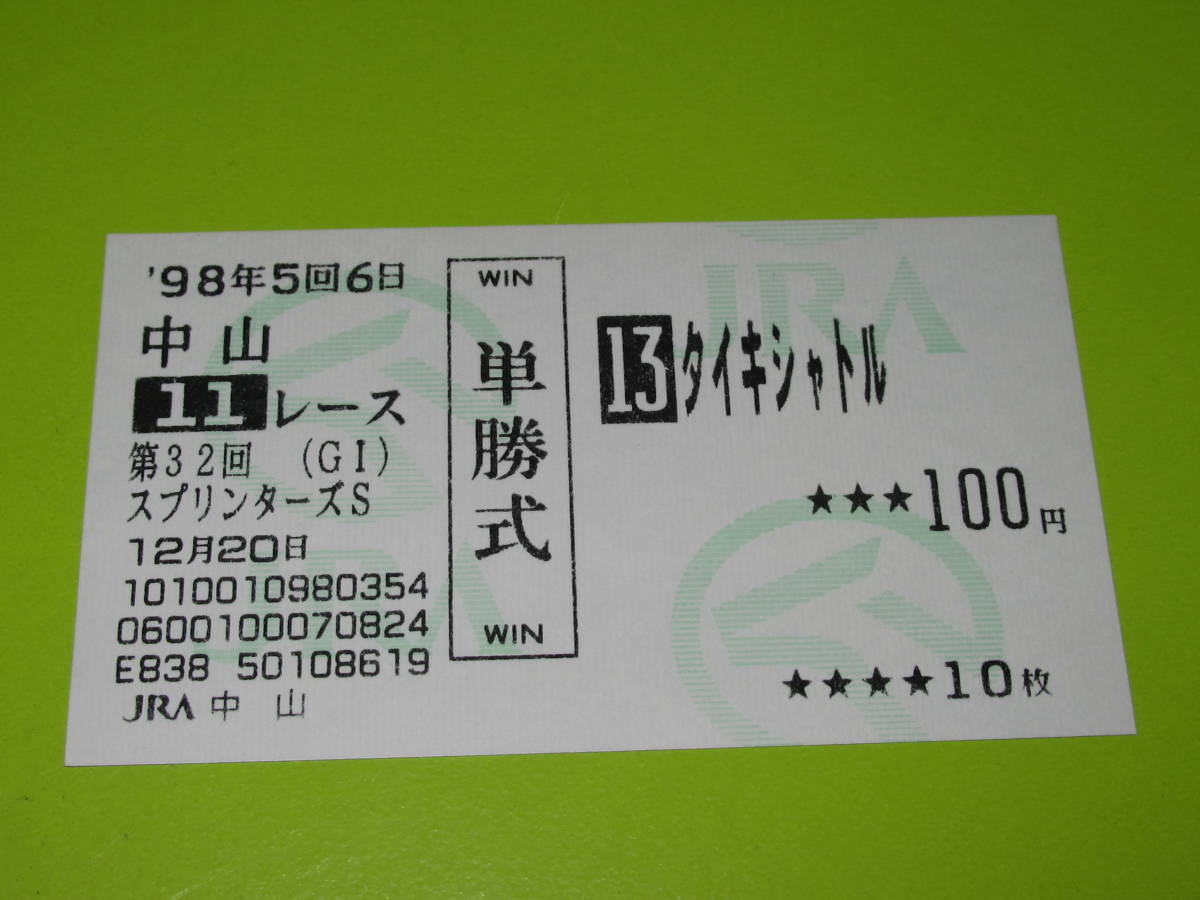 '98年5回6日
中山
11レース
第32回 (GI)
スプリンターズS
12月20日
1010010980354
0600100070824
E838 50108619
JRA 中 山
WIN
単勝式
WIN
JRA
13タイキシャトル
★★★100円
★★★★10枚